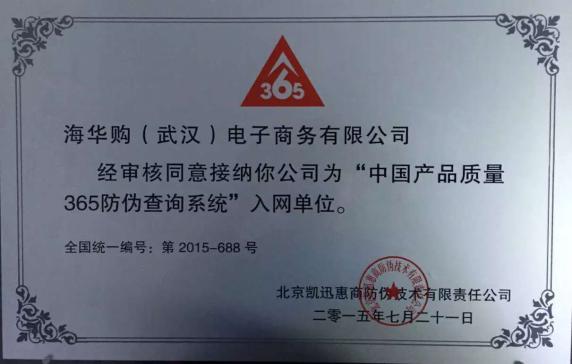 365
海华购（武汉）电子商务有限公司
经审核同意接纳你公司为“中国产品质量
365防伪查询系统”入网单位。
全国统一编号：第 2015-688 号
北京凯迅惠商防伪技术有限责任公司
二零一五年七月二十一日